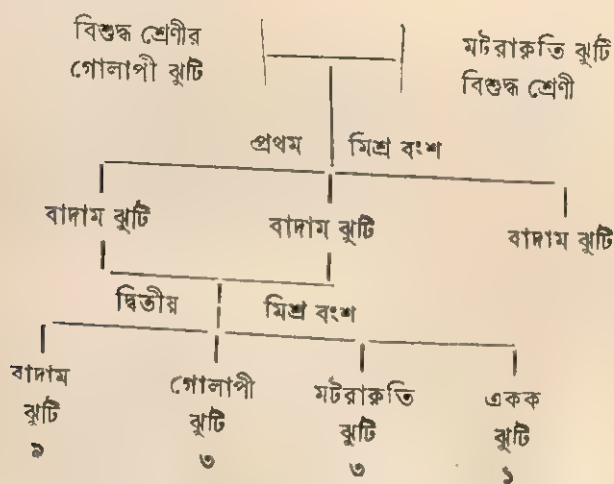 বিশুদ্ধ শ্রেণীর
গোলাপী ঝুটি
মটরাকৃতি ঝুটি
বিশুদ্ধ শ্রেণী
প্রথম মিশ্র বংশ
বাদাম ঝুটি বাদাম ঝুটি বাদাম ঝুটি
দ্বিতীয় মিশ্র বংশ
বাদাম গোলাপী মটরাকৃতি একক
ঝুটি ঝুটি ঝুটি ঝুটি
৯ ৩ ৩ ১